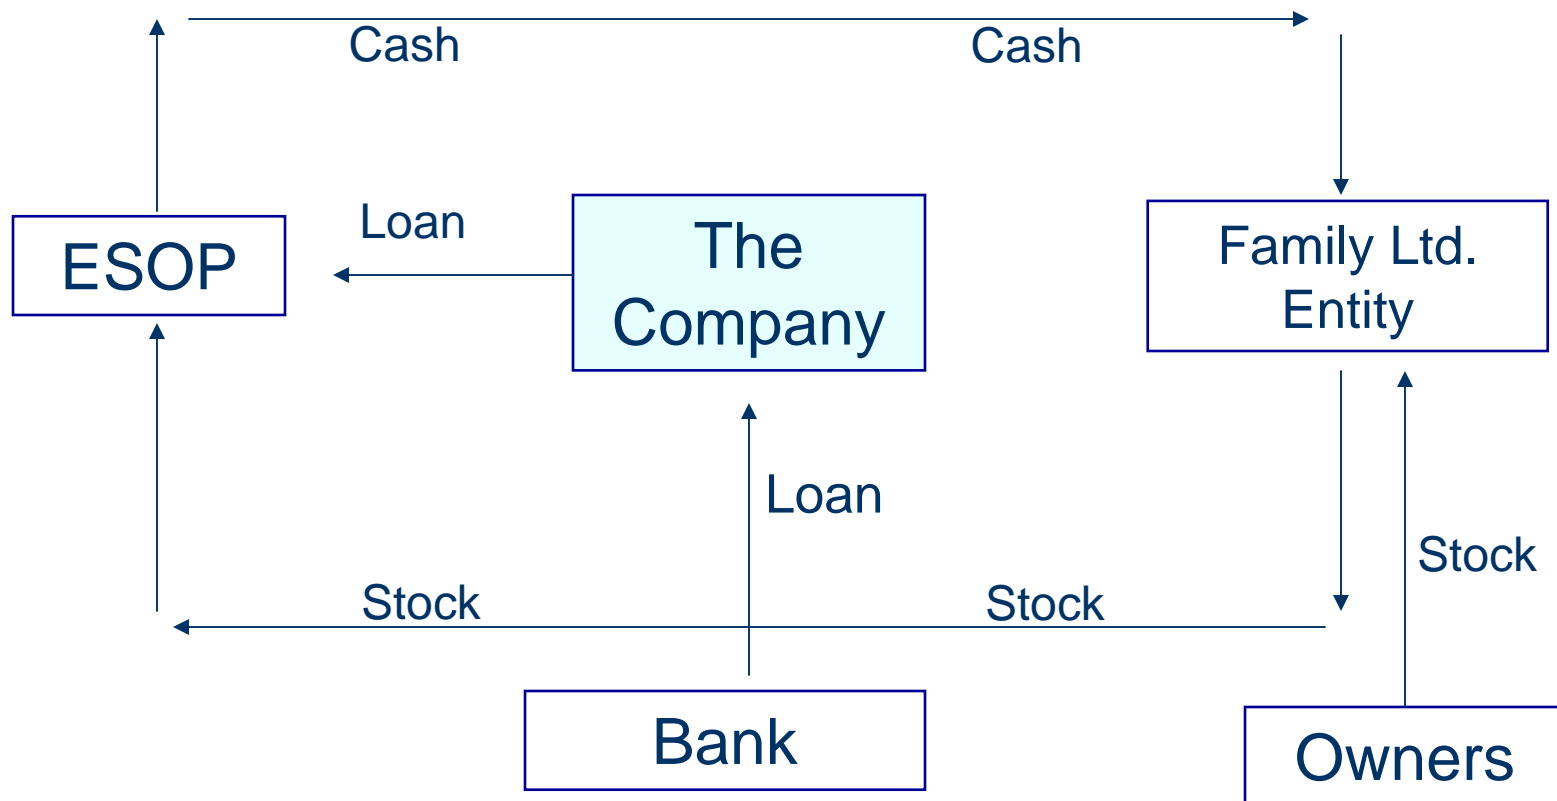 Cash
Cash
ESOP
Loan
The
Company
Family Ltd.
Entity
Loan
Stock
Stock
Stock
Bank
Owners